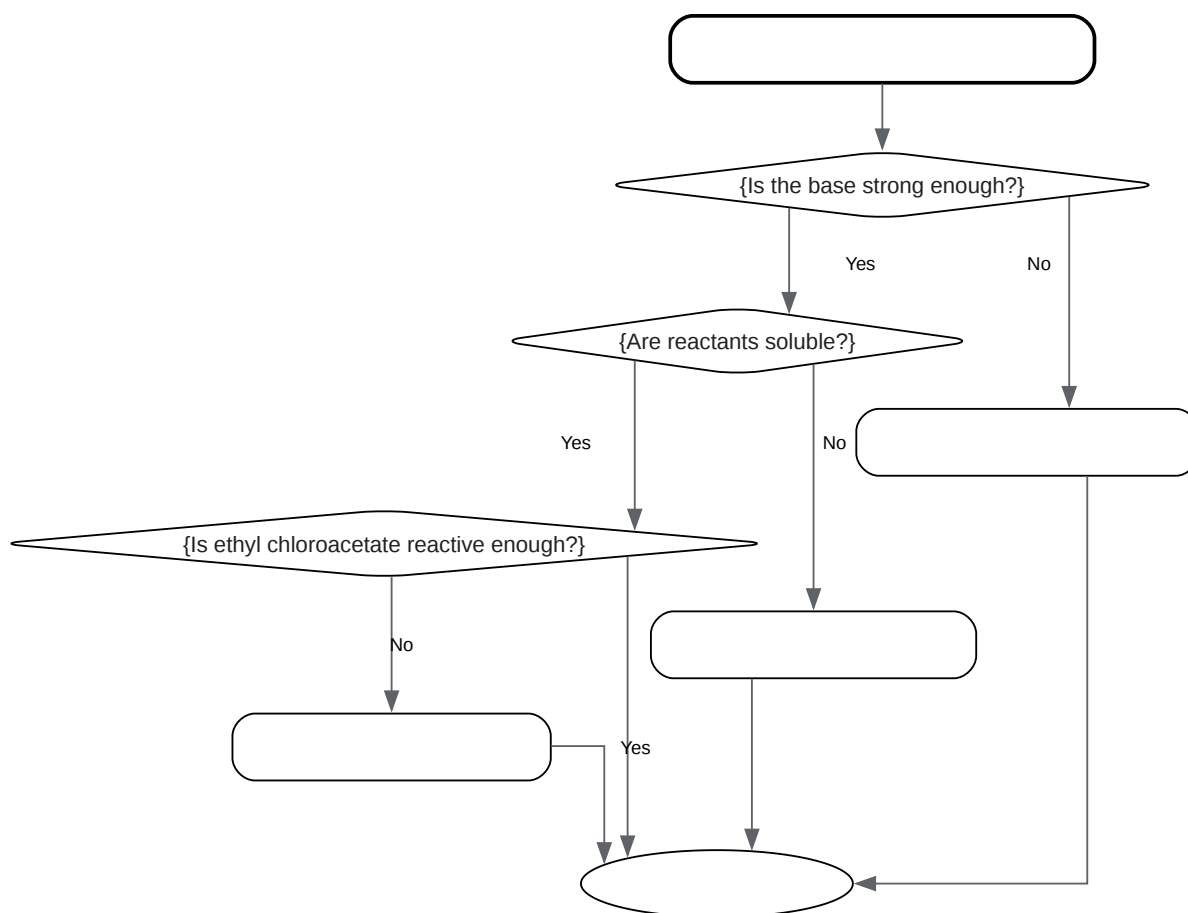 {Is the base strong enough?}
Yes
No
{Are reactants soluble?}
Yes
No
{Is ethyl chloroacetate reactive enough?}
No
Yes